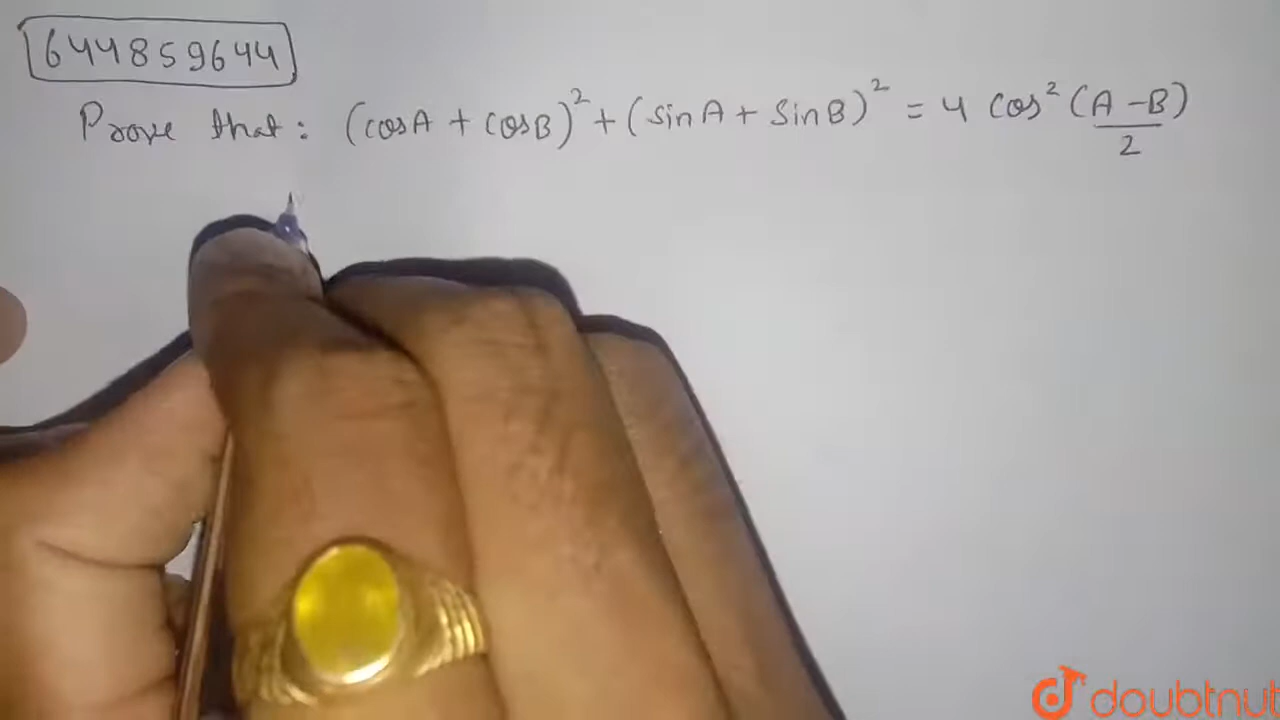 644859644
Prove that: (cosA + cosB)² + (sinA + sinB)² = 4 cos² (A-B)/2
doubtnut